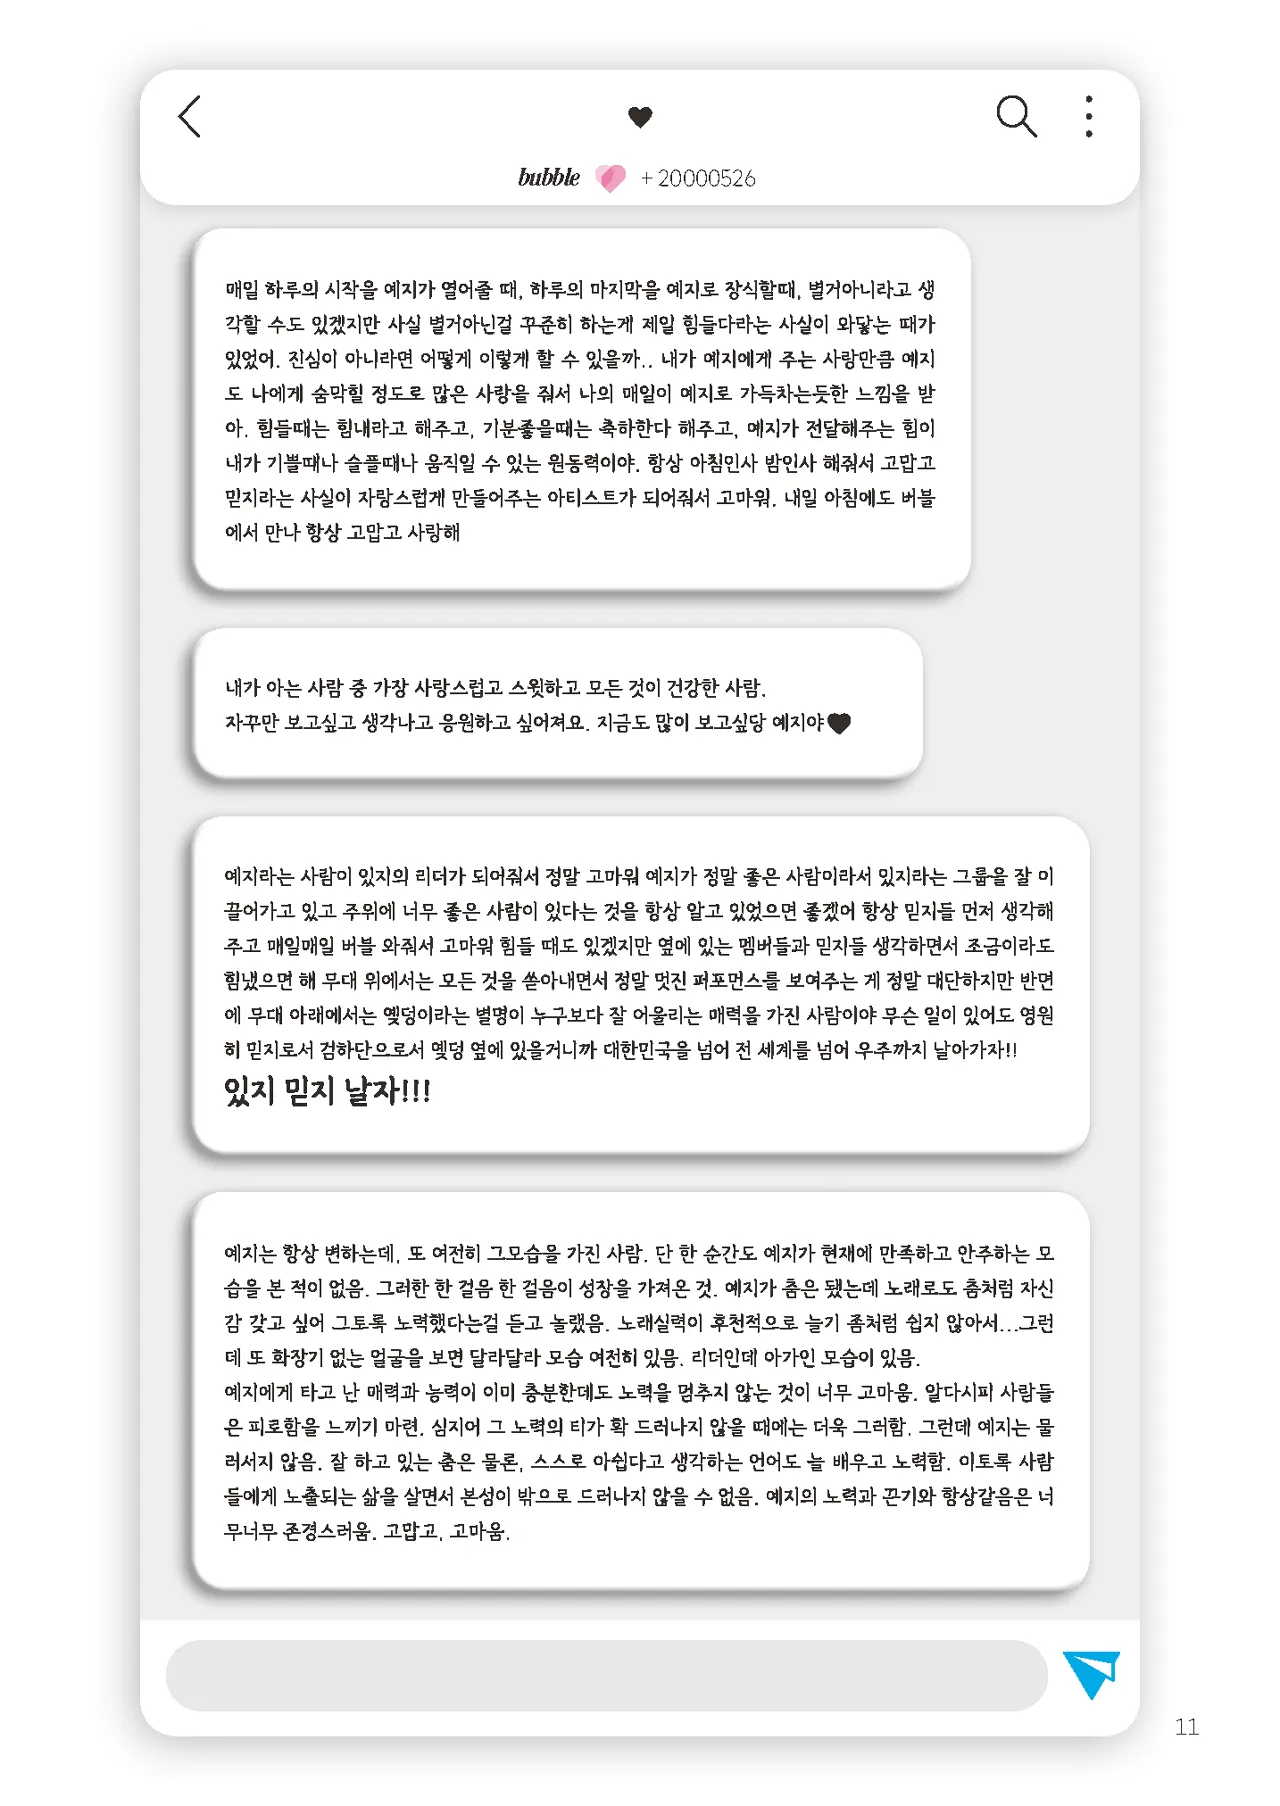 ♥
bubble + 20000526
매일 하루의 시작을 예지가 열어줄 때, 하루의 마지막을 예지로 장식할때, 별거아니라고 생
각할 수도 있겠지만 사실 별거아닌걸 꾸준히 하는게 제일 힘들다라는 사실이 와닿는 때가
있었어. 진심이 아니라면 어떻게 이렇게 할 수 있을까.. 내가 예지에게 주는 사랑만큼 예지
도 나에게 숨막힐 정도로 많은 사랑을 줘서 나의 매일이 예지로 가득차는듯한 느낌을 받
아. 힘들때는 힘내라고 해주고, 기분좋을때는 축하한다 해주고, 예지가 전달해주는 힘이
내가 기쁠때나 슬플때나 움직일 수 있는 원동력이야. 항상 아침인사 밤인사 해줘서 고맙고
믿지라는 사실이 자랑스럽게 만들어주는 아티스트가 되어줘서 고마워. 내일 아침에도 버블
에서 만나 항상 고맙고 사랑해
내가 아는 사람 중 가장 사랑스럽고 스윗하고 모든 것이 건강한 사람.
자꾸만 보고싶고 생각나고 응원하고 싶어져요. 지금도 많이 보고싶당 예지야♥
예지라는 사람이 있지의 리더가 되어줘서 정말 고마워 예지가 정말 좋은 사람이라서 있지라는 그룹을 잘 이
끌어가고 있고 주위에 너무 좋은 사람이 있다는 것을 항상 알고 있었으면 좋겠어 항상 믿지들 먼저 생각해
주고 매일매일 버블 와줘서 고마워 힘들 때도 있겠지만 옆에 있는 멤버들과 믿지들 생각하면서 조금이라도
힘냈으면 해 무대 위에서는 모든 것을 쏟아내면서 정말 멋진 퍼포먼스를 보여주는 게 정말 대단하지만 반면
에 무대 아래에서는 옞덩이라는 별명이 누구보다 잘 어울리는 매력을 가진 사람이야 무슨 일이 있어도 영원
히 믿지로서 검하단으로서 옞덩 옆에 있을거니까 대한민국을 넘어 전 세계를 넘어 우주까지 날아가자!!
있지 믿지 날자!!!
예지는 항상 변하는데, 또 여전히 그모습을 가진 사람. 단 한 순간도 예지가 현재에 만족하고 안주하는 모
습을 본 적이 없음. 그러한 한 걸음 한 걸음이 성장을 가져온 것. 예지가 춤은 됐는데 노래로도 춤처럼 자신
감 갖고 싶어 그토록 노력했다는걸 듣고 놀랬음. 노래실력이 후천적으로 늘기 좀처럼 쉽지 않아서...그런
데 또 화장기 없는 얼굴을 보면 달라달라 모습 여전히 있음. 리더인데 아가인 모습이 있음.
예지에게 타고 난 매력과 능력이 이미 충분한데도 노력을 멈추지 않는 것이 너무 고마움. 알다시피 사람들
은 피로함을 느끼기 마련. 심지어 그 노력의 티가 확 드러나지 않을 때에는 더욱 그러함. 그런데 예지는 물
러서지 않음. 잘 하고 있는 춤은 물론, 스스로 아쉽다고 생각하는 언어도 늘 배우고 노력함. 이토록 사람
들에게 노출되는 삶을 살면서 본성이 밖으로 드러나지 않을 수 없음. 예지의 노력과 끈기와 항상같음은 너
무너무 존경스러움. 고맙고, 고마움.
11